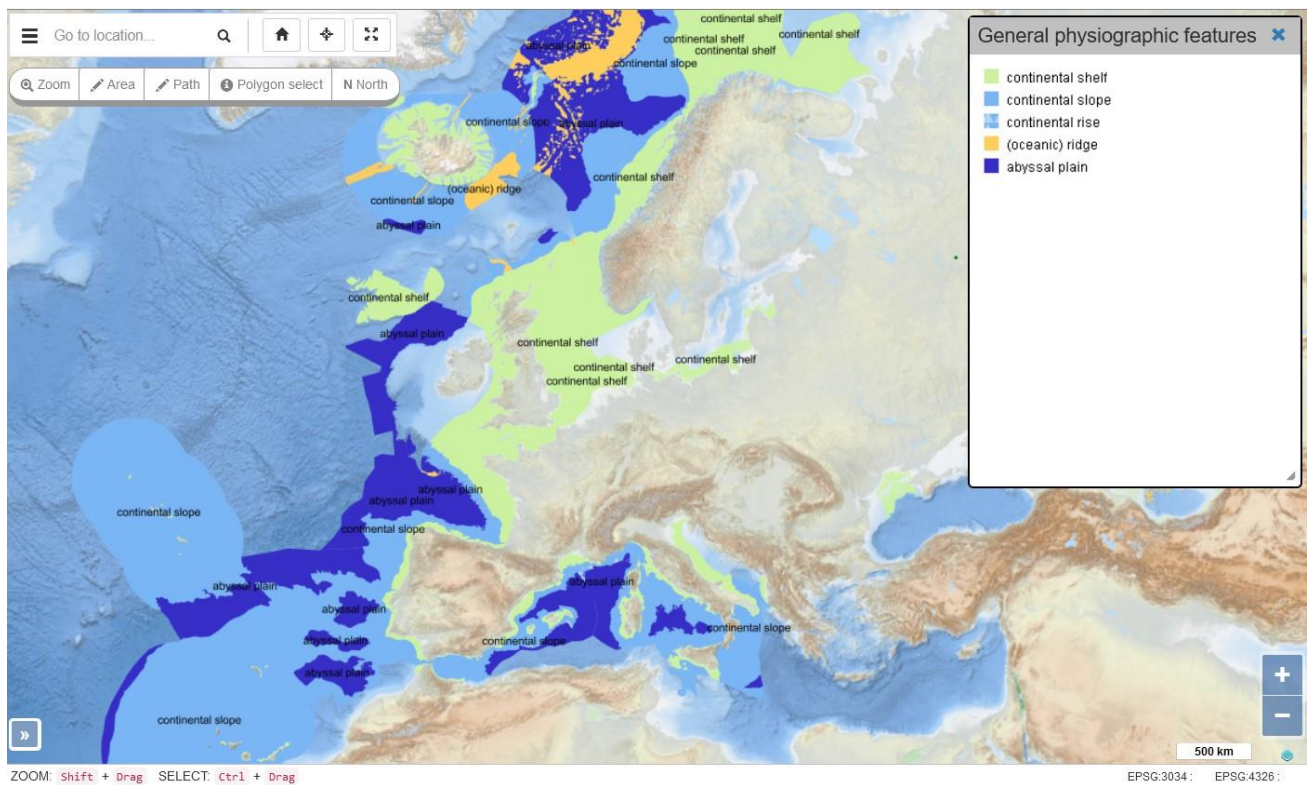 Go to location...
Zoom Area Path Polygon select N North
General physiographic features
continental shelf
continental slope
continental rise
(oceanic) ridge
abyssal plain
continental shelf
continental shelf
continental shelf
continental shelf
abyssal plain
continental slope
continental slope
abyssal plain
continental shelf
(oceanic) ridge
continental slope
abyssal plain
continental shelf
abyssal plain
continental shelf
continental shelf
continental shelf
continental shelf
abyssal plain
abyssal plain
continental slope
continental slope
abyssal plain
abyssal plain
abyssal plain
continental slope
continental slope
abyssal plain
abyssal plain
continental slope
500 km
ZOOM: Shift + Drag SELECT: Ctrl + Drag
EPSG:3034 : EPSG:4326 :